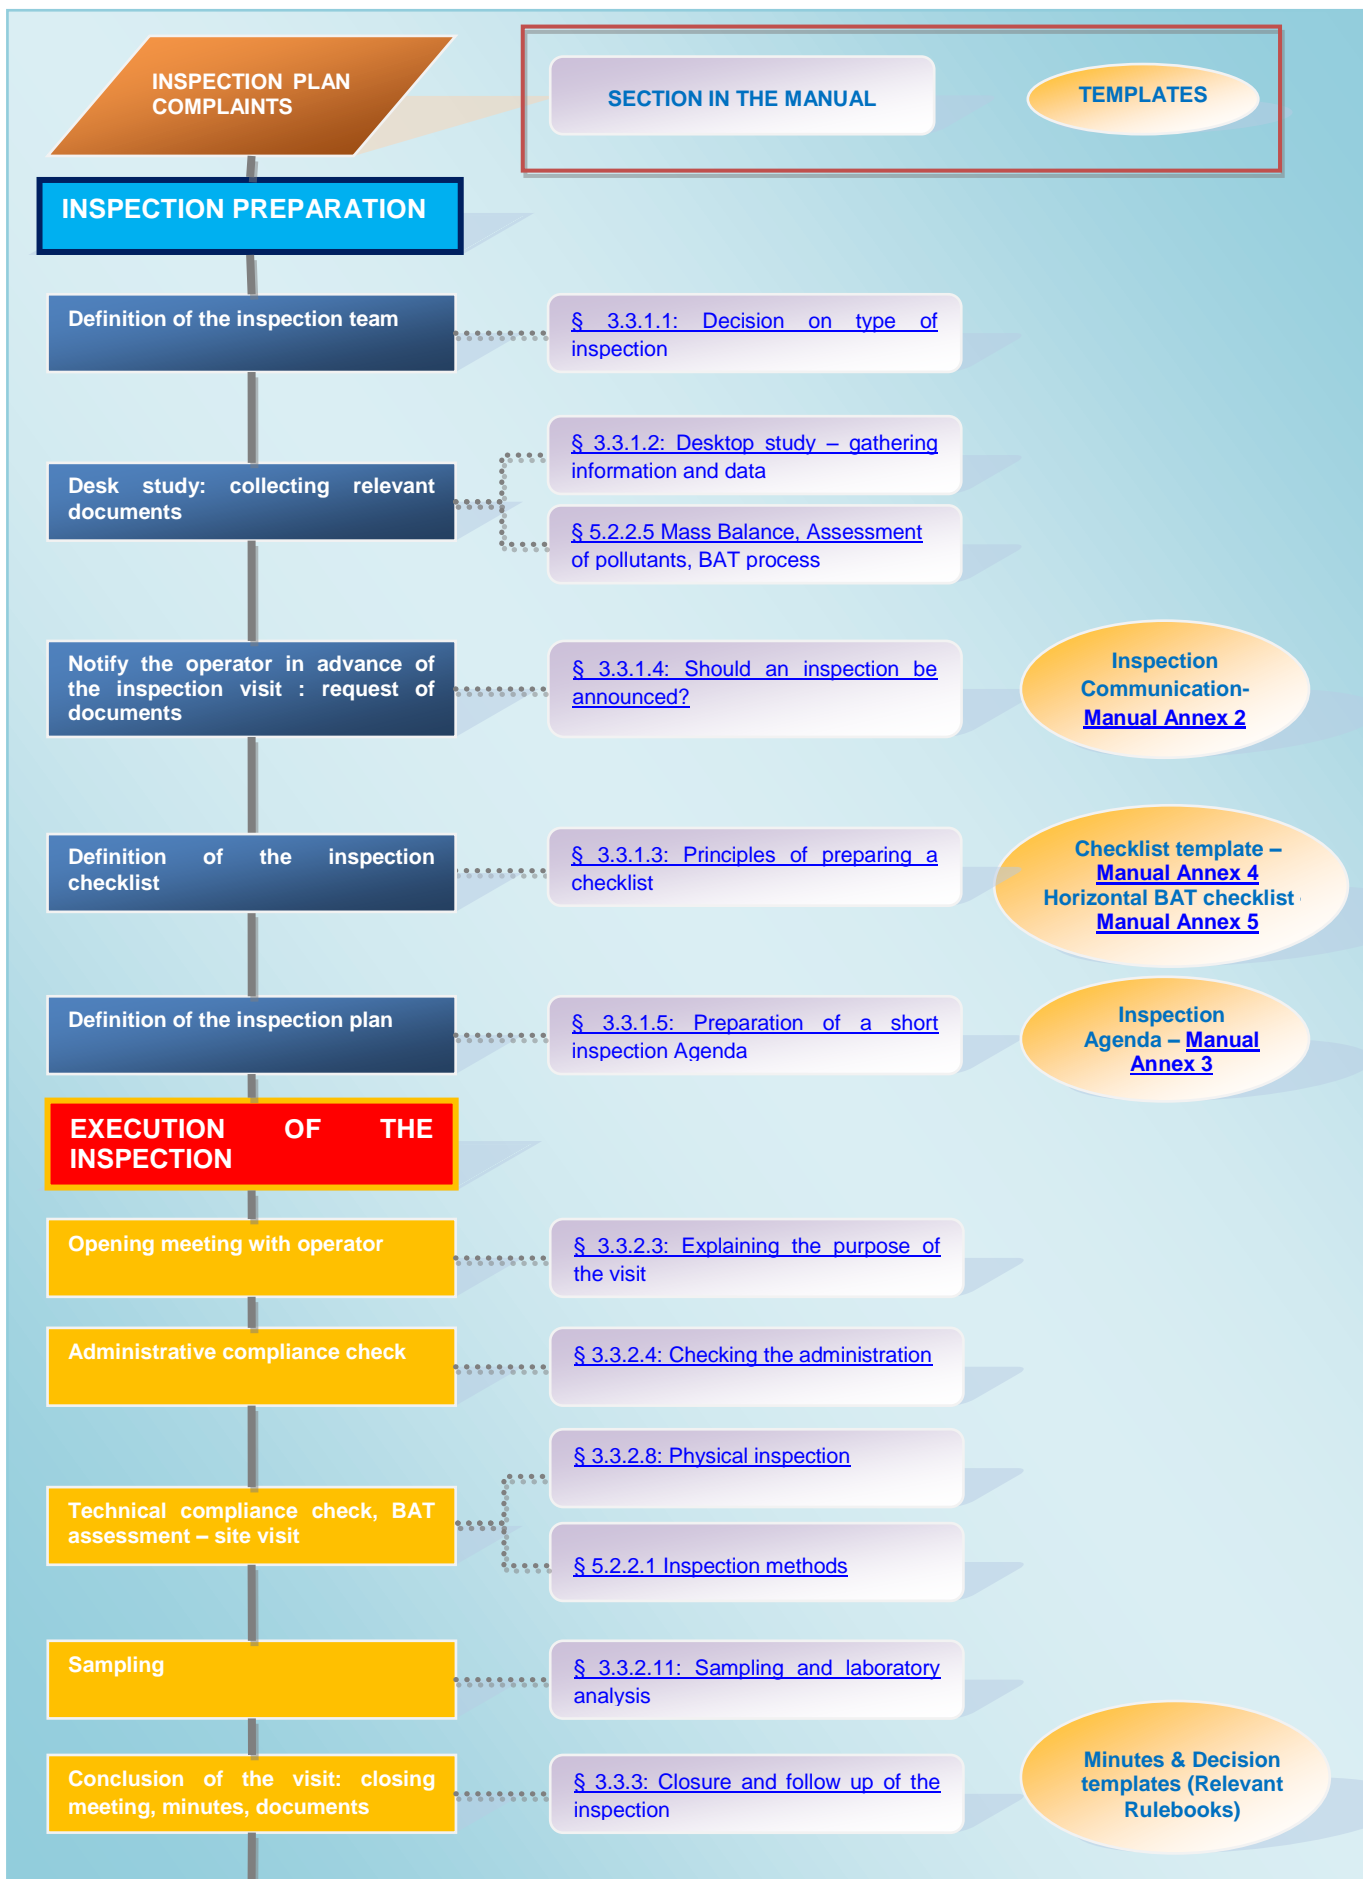 INSPECTION PLAN
COMPLAINTS
SECTION IN THE MANUAL
TEMPLATES
INSPECTION PREPARATION
Definition of the inspection team
§ 3.3.1.1: Decision on type of
inspection
Desk study: collecting relevant
documents
§ 3.3.1.2: Desktop study – gathering
information and data
§ 5.2.2.5 Mass Balance, Assessment
of pollutants, BAT process
Notify the operator in advance of
the inspection visit : request of
documents
§ 3.3.1.4: Should an inspection be
announced?
Inspection
Communication-
Manual Annex 2
Definition of the inspection
checklist
§ 3.3.1.3: Principles of preparing a
checklist
Checklist template –
Manual Annex 4
Horizontal BAT checklist -
Manual Annex 5
Definition of the inspection plan
§ 3.3.1.5: Preparation of a short
inspection Agenda
Inspection
Agenda – Manual
Annex 3
EXECUTION OF THE
INSPECTION
Opening meeting with operator
§ 3.3.2.3: Explaining the purpose of
the visit
Administrative compliance check
§ 3.3.2.4: Checking the administration
Technical compliance check, BAT
assessment – site visit
§ 3.3.2.8: Physical inspection
§ 5.2.2.1 Inspection methods
Sampling
§ 3.3.2.11: Sampling and laboratory
analysis
Conclusion of the visit: closing
meeting, minutes, documents
§ 3.3.3: Closure and follow up of the
inspection
Minutes & Decision
templates (Relevant
Rulebooks)